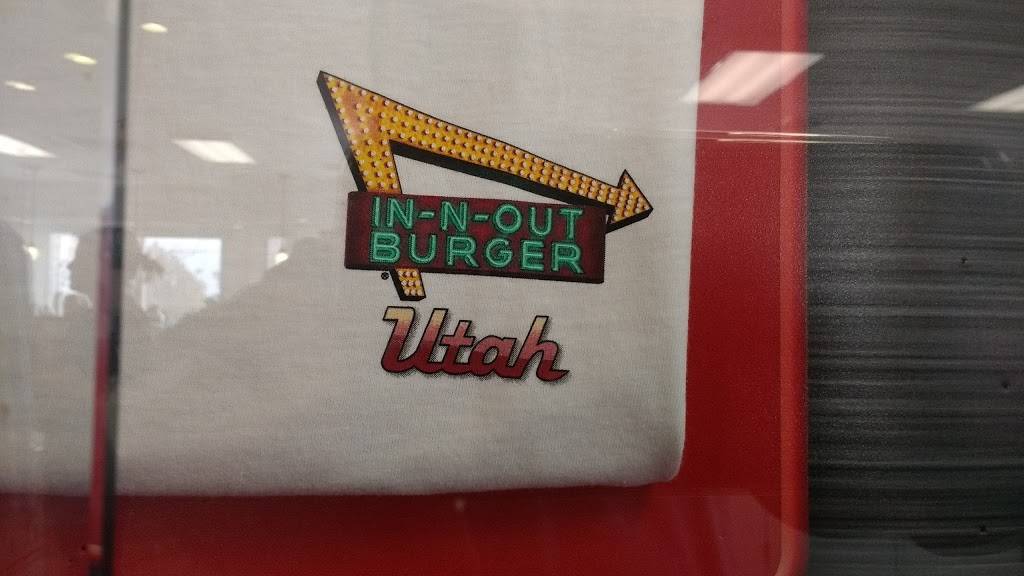 IN-N-OUT
BURGER
®
Utah